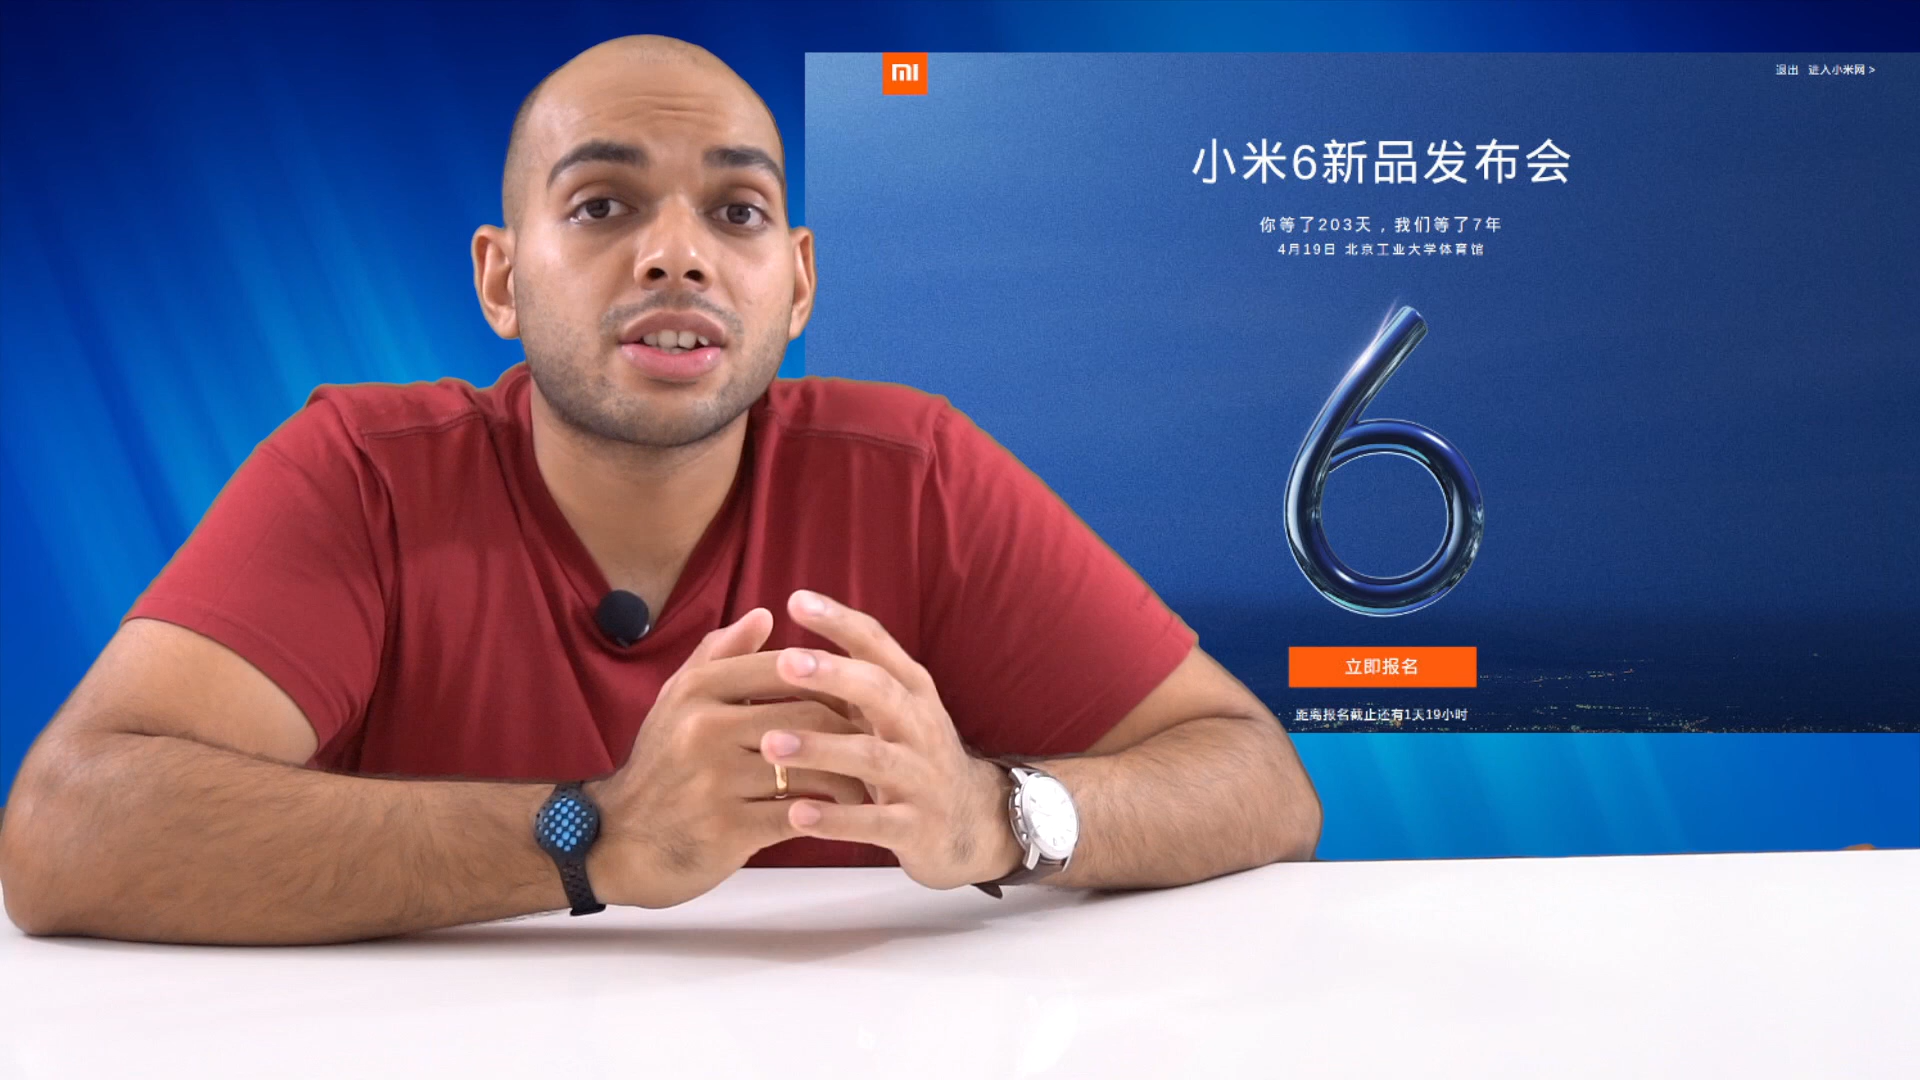 MI
退出 进入小米网 >
小米6新品发布会
你等了203天，我们等了7年
4月19日 北京工业大学体育馆
6
立即报名
距离报名截止还有1天19小时